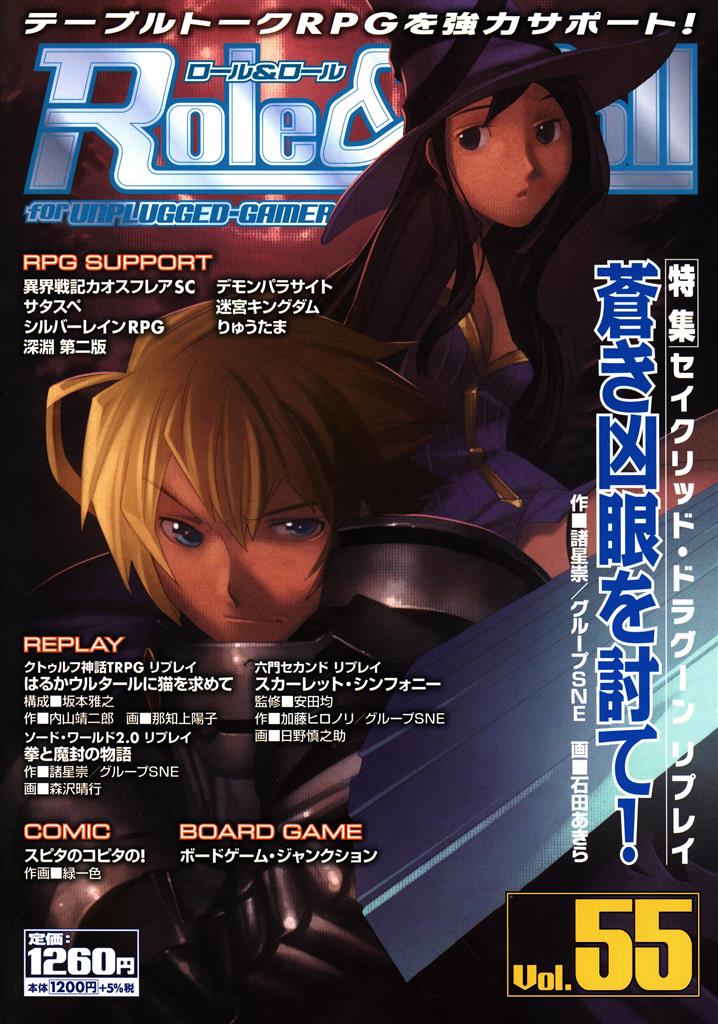 テーブルトークRPGを強力サポート!
ロール&ロール
Role&Roll
for UNPLUGGED-GAMER
RPG SUPPORT
異界戦記カオスフレアSC
サタスペ
シルバーレインRPG
深淵 第二版
デモンパラサイト
迷宮キングダム
りゅうたま
特集 セイクリッド・ドラグーン リプレイ
蒼き凶眼を討て!
作■諸星崇/グループSNE 画■石田あきら
REPLAY
クトゥルフ神話TRPG リプレイ
はるかウルタールに猫を求めて
構成■坂本雅之
作■内山靖二郎 画■那知上陽子
ソード・ワールド2.0 リプレイ
拳と魔封の物語
作■諸星崇/グループSNE
画■森沢晴行
六門セカンド リプレイ
スカーレット・シンフォニー
監修■安田均
作■加藤ヒロノリ/グループSNE
画■日野慎之助
COMIC
スピタのコピタの!
作画■緑一色
BOARD GAME
ボードゲーム・ジャンクション
定価:
1260円
本体1200円+5%税
Vol.55